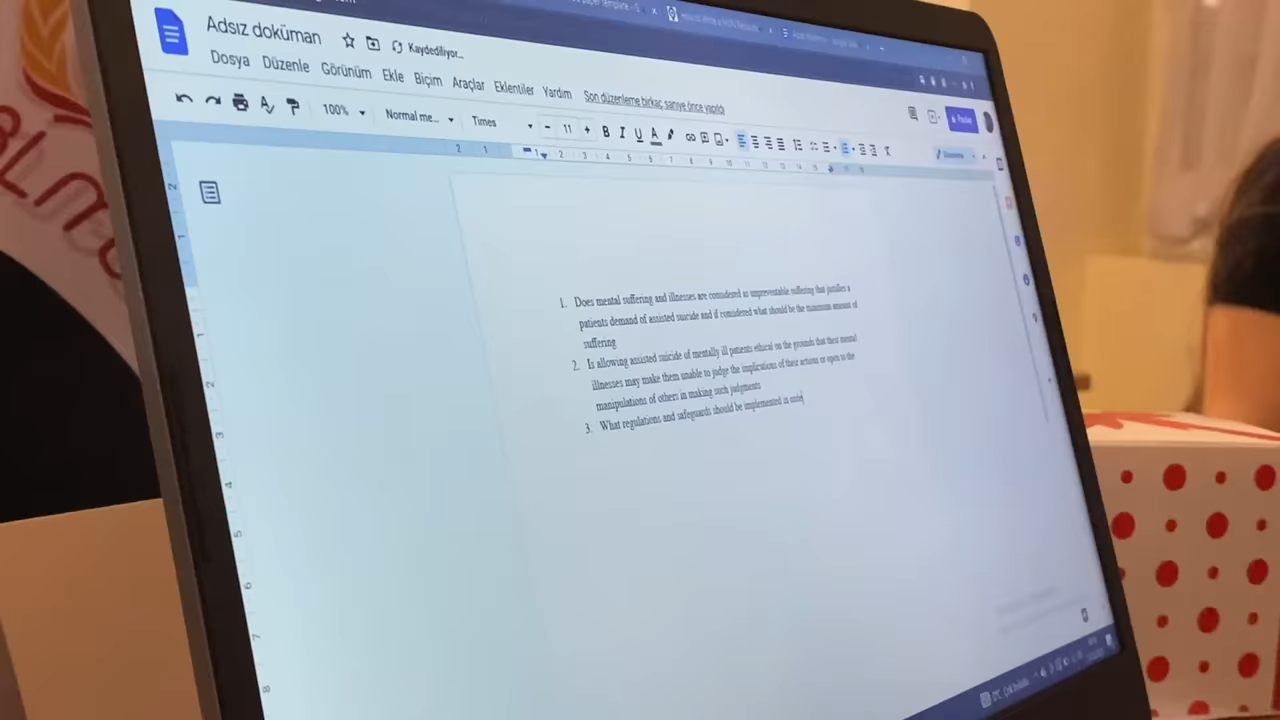 Adsız doküman
Kaydediliyor...
Dosya Düzenle Görünüm Ekle Biçim Araçlar Eklentiler Yardım Son düzenleme birkaç saniye önce yapıldı
100% Normal me... Times 11
1. Does mental suffering and illnesses are considered as unpreventable suffering that justifies a
patients demand of assisted suicide and if considered what should be the minimum amount of
suffering
2. Is allowing assisted suicide of mentally ill patients ethical on the grounds that their mental
illnesses may make them unable to judge the implications of their actions or open to the
manipulations of others in making such judgments
3. What regulations and safeguards should be implemented in